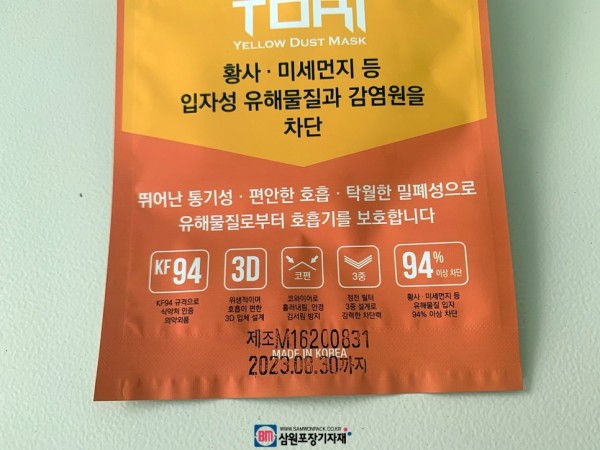 TORI
YELLOW DUST MASK
황사 · 미세먼지 등
입자성 유해물질과 감염원을
차단
뛰어난 통기성 · 편안한 호흡 · 탁월한 밀폐성으로
유해물질로부터 호흡기를 보호합니다
KF94
3D
코편
3중
94% 이상 차단
KF94 규격으로
식약처 인증
의약외품
위생적이며
호흡이 편한
3D 입체 설계
코와이어로
흘러내림, 안경
김서림 방지
정전 필터
3중 설계로
강력한 차단력
황사 · 미세먼지 등
유해물질 입자
94% 이상 차단
제조M16200831
MADE IN KOREA
2023.08.30까지
WWW.SAMWONPACK.CO.KR
BM 삼원포장기자재